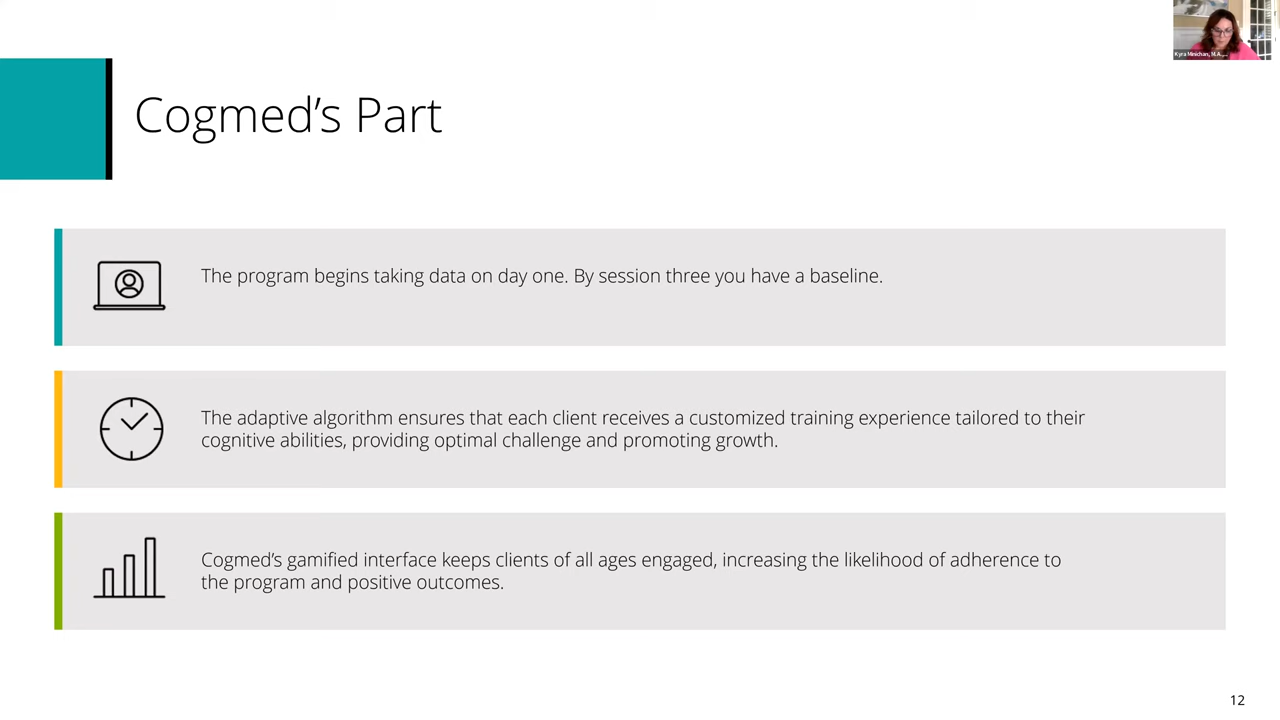 Kyra Minichan, M.A.,...
Cogmed’s Part
The program begins taking data on day one. By session three you have a baseline.
The adaptive algorithm ensures that each client receives a customized training experience tailored to their
cognitive abilities, providing optimal challenge and promoting growth.
Cogmed’s gamified interface keeps clients of all ages engaged, increasing the likelihood of adherence to
the program and positive outcomes.
12